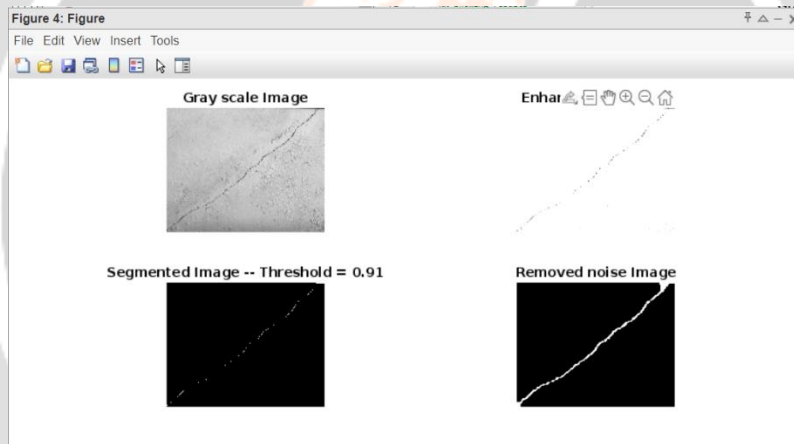 Figure 4: Figure
File Edit View Insert Tools
Gray scale Image
Segmented Image -- Threshold = 0.91
Removed noise Image